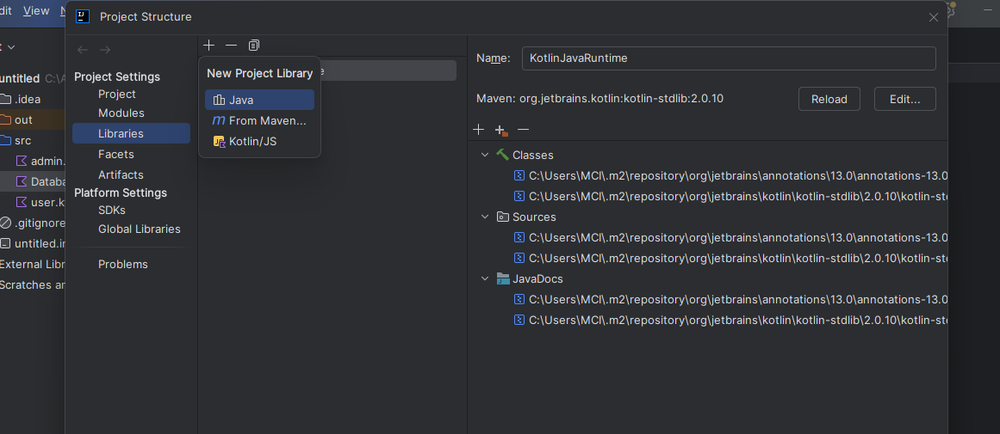 dit View N
Project Structure
untitled C:\
.idea
out
src
admin.
Databa
user.k
.gitignore
untitled.im
External Libr
Scratches an
Project Settings
Project
Modules
Libraries
Facets
Artifacts
Platform Settings
SDKs
Global Libraries
Problems
New Project Library
Java
From Maven...
Kotlin/JS
Name: KotlinJavaRuntime
Maven: org.jetbrains.kotlin:kotlin-stdlib:2.0.10
Reload
Edit...
Classes
C:\Users\MCI\.m2\repository\org\jetbrains\annotations\13.0\annotations-13.0
C:\Users\MCI\.m2\repository\org\jetbrains\kotlin\kotlin-stdlib\2.0.10\kotlin-std
Sources
C:\Users\MCI\.m2\repository\org\jetbrains\annotations\13.0\annotations-13.0
C:\Users\MCI\.m2\repository\org\jetbrains\kotlin\kotlin-stdlib\2.0.10\kotlin-std
JavaDocs
C:\Users\MCI\.m2\repository\org\jetbrains\annotations\13.0\annotations-13.0
C:\Users\MCI\.m2\repository\org\jetbrains\kotlin\kotlin-stdlib\2.0.10\kotlin-std